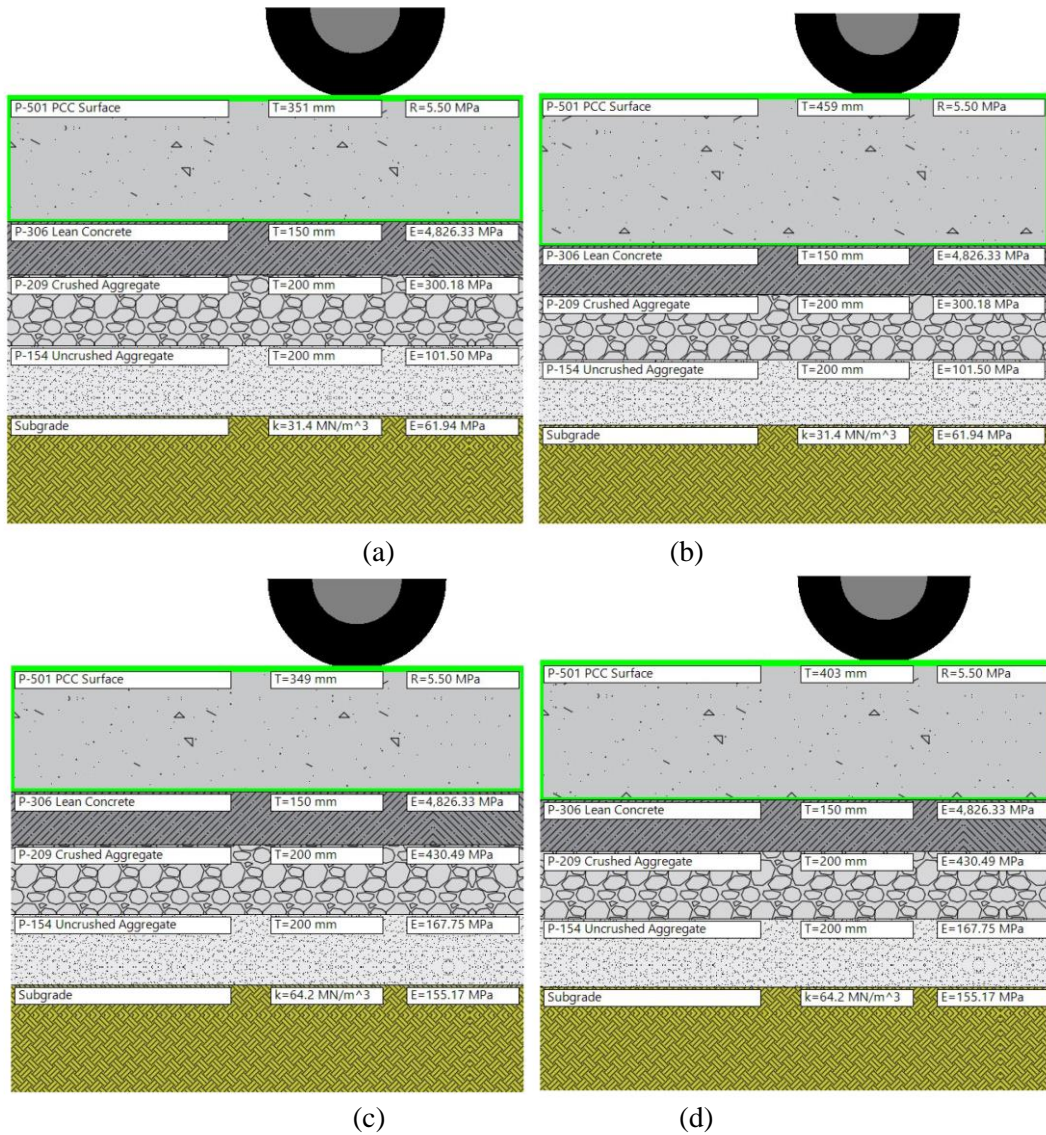 P-501 PCC Surface T=351 mm R=5.50 MPa
P-306 Lean Concrete T=150 mm E=4,826.33 MPa
P-209 Crushed Aggregate T=200 mm E=300.18 MPa
P-154 Uncrushed Aggregate T=200 mm E=101.50 MPa
Subgrade k=31.4 MN/m^3 E=61.94 MPa
(a)
P-501 PCC Surface T=459 mm R=5.50 MPa
P-306 Lean Concrete T=150 mm E=4,826.33 MPa
P-209 Crushed Aggregate T=200 mm E=300.18 MPa
P-154 Uncrushed Aggregate T=200 mm E=101.50 MPa
Subgrade k=31.4 MN/m^3 E=61.94 MPa
(b)
P-501 PCC Surface T=349 mm R=5.50 MPa
P-306 Lean Concrete T=150 mm E=4,826.33 MPa
P-209 Crushed Aggregate T=200 mm E=430.49 MPa
P-154 Uncrushed Aggregate T=200 mm E=167.75 MPa
Subgrade k=64.2 MN/m^3 E=155.17 MPa
(c)
P-501 PCC Surface T=403 mm R=5.50 MPa
P-306 Lean Concrete T=150 mm E=4,826.33 MPa
P-209 Crushed Aggregate T=200 mm E=430.49 MPa
P-154 Uncrushed Aggregate T=200 mm E=167.75 MPa
Subgrade k=64.2 MN/m^3 E=155.17 MPa
(d)